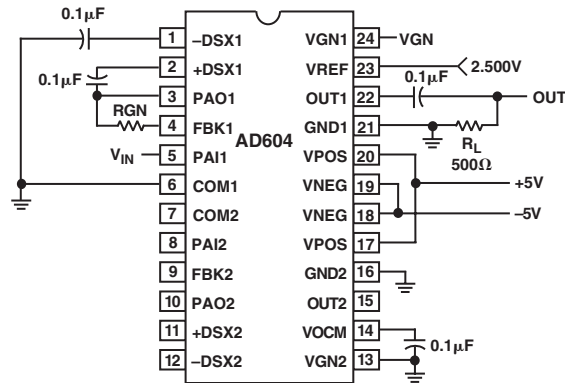 0.1µF
1 –DSX1 VGN1 24 VGN
0.1µF
2 +DSX1 VREF 23 2.500V
0.1µF
3 PAO1 OUT1 22 OUT
RGN
4 FBK1 GND1 21
AD604
RL
500Ω
VIN 5 PAI1 VPOS 20
6 COM1 VNEG 19 +5V
7 COM2 VNEG 18 –5V
8 PAI2 VPOS 17
9 FBK2 GND2 16
10 PAO2 OUT2 15
11 +DSX2 VOCM 14
0.1µF
12 –DSX2 VGN2 13